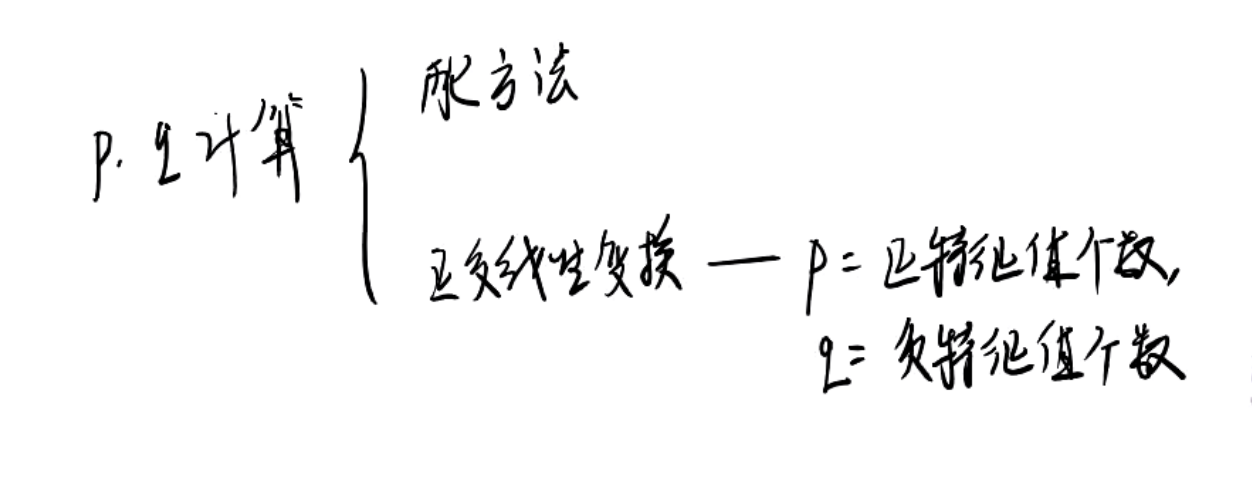 配方法
p.q计算
正交线性变换 — p = 正特征值个数,
q = 负特征值个数